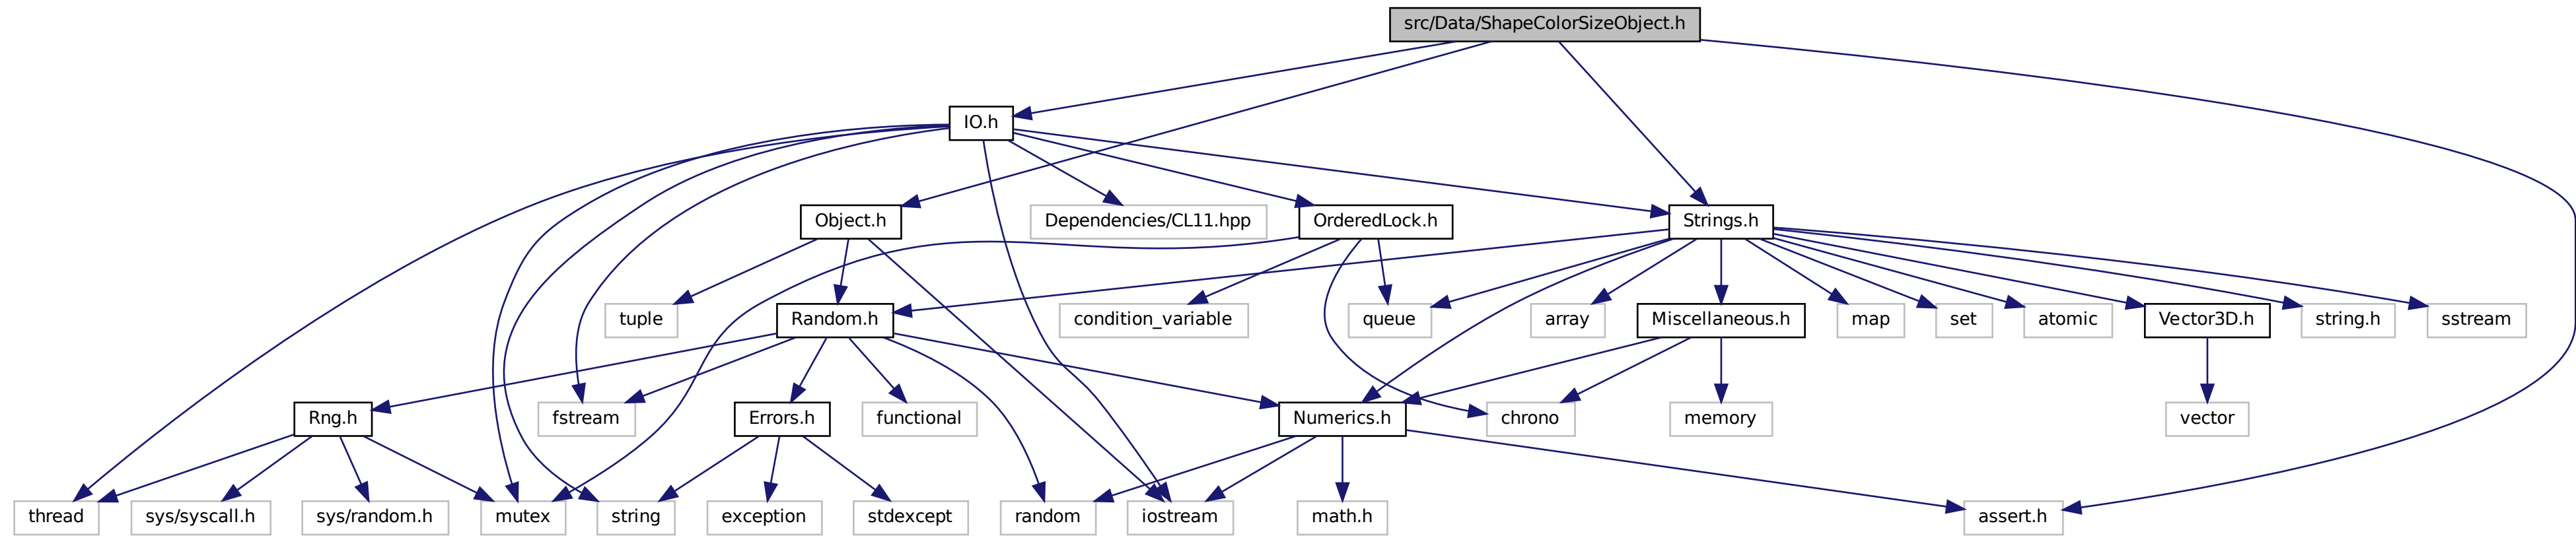 src/Data/ShapeColorSizeObject.h
IO.h
Object.h
Dependencies/CL11.hpp
OrderedLock.h
Strings.h
tuple
Random.h
condition_variable
queue
array
Miscellaneous.h
map
set
atomic
Vector3D.h
string.h
sstream
Rng.h
fstream
Errors.h
functional
Numerics.h
chrono
memory
vector
thread
sys/syscall.h
sys/random.h
mutex
string
exception
stdexcept
random
iostream
math.h
assert.h